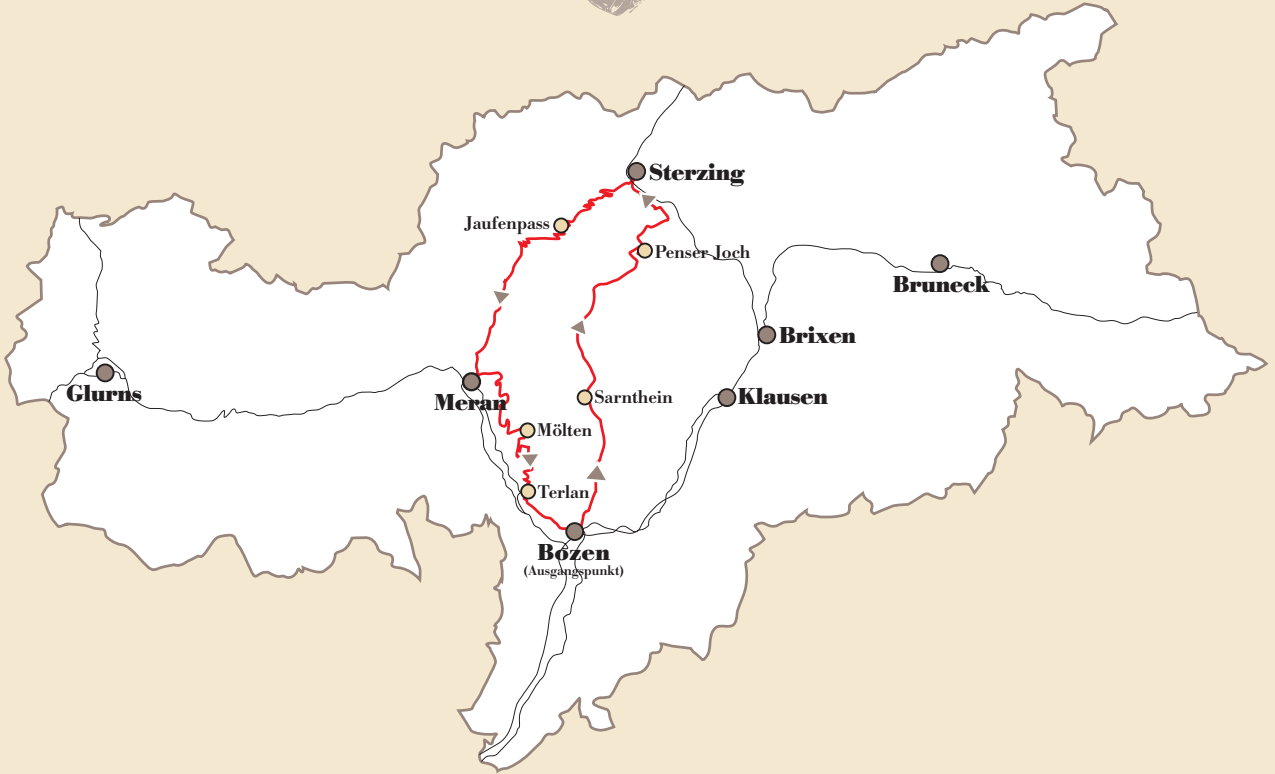 Sterzing
Jaufenpass
Penser Joch
Bruneck
Brixen
Glurns
Meran
Klausen
Sarnthein
Mölten
Terlan
Bozen
(Ausgangspunkt)